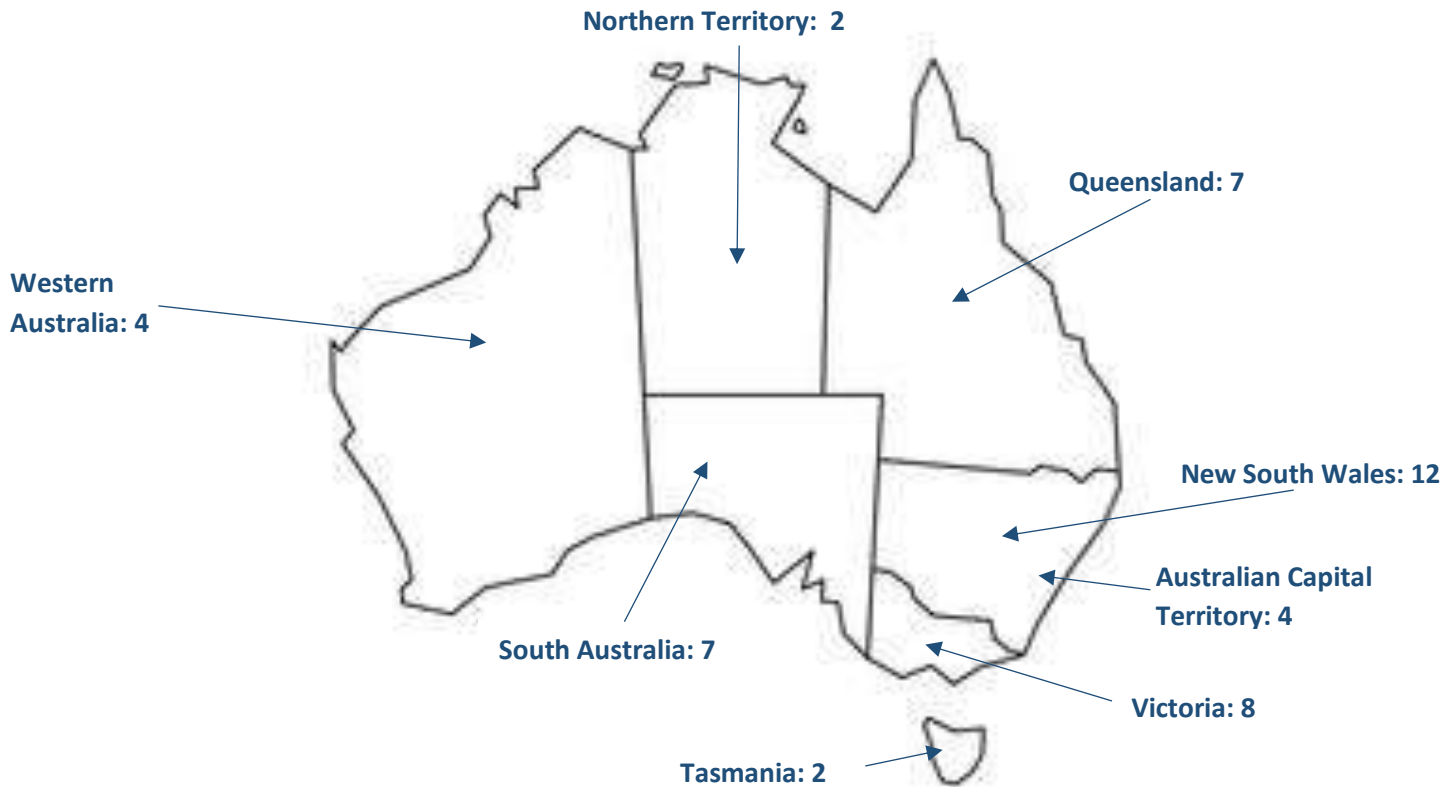 Northern Territory: 2
Queensland: 7
Western
Australia: 4
New South Wales: 12
Australian Capital
Territory: 4
South Australia: 7
Victoria: 8
Tasmania: 2